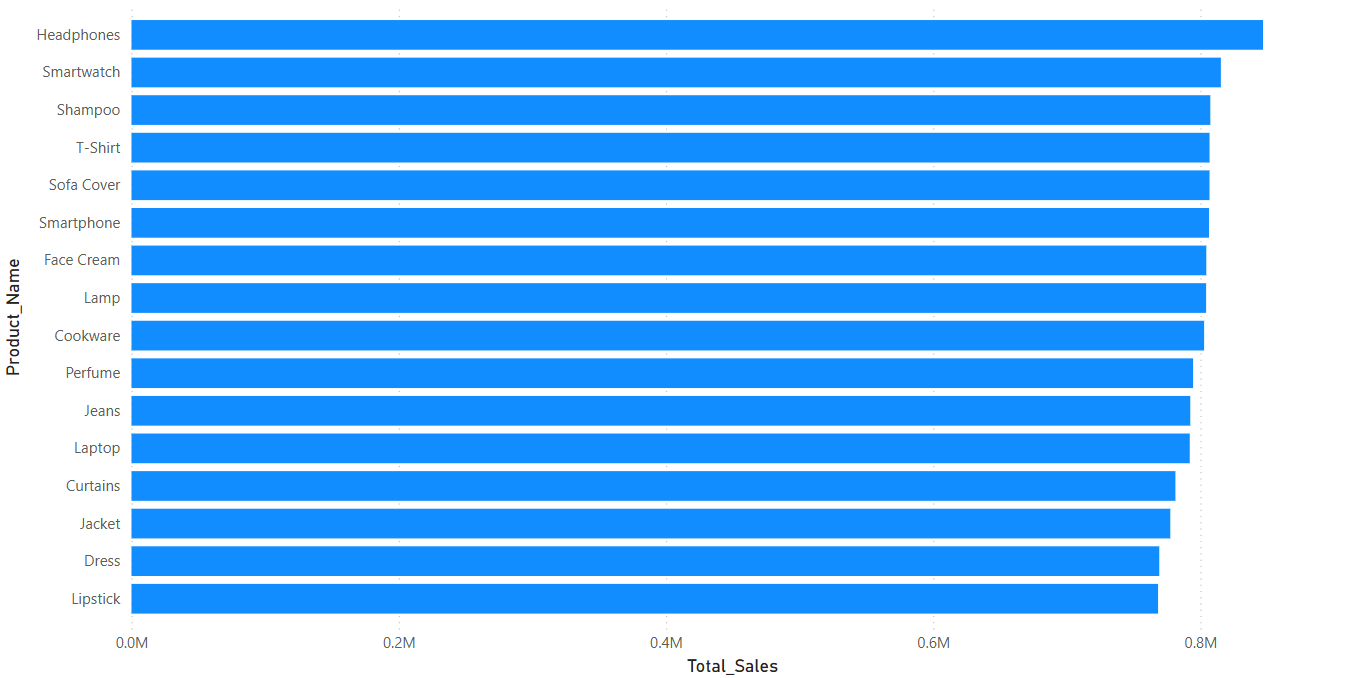 Product_Name
Headphones
Smartwatch
Shampoo
T-Shirt
Sofa Cover
Smartphone
Face Cream
Lamp
Cookware
Perfume
Jeans
Laptop
Curtains
Jacket
Dress
Lipstick
0.0M 0.2M 0.4M 0.6M 0.8M
Total_Sales